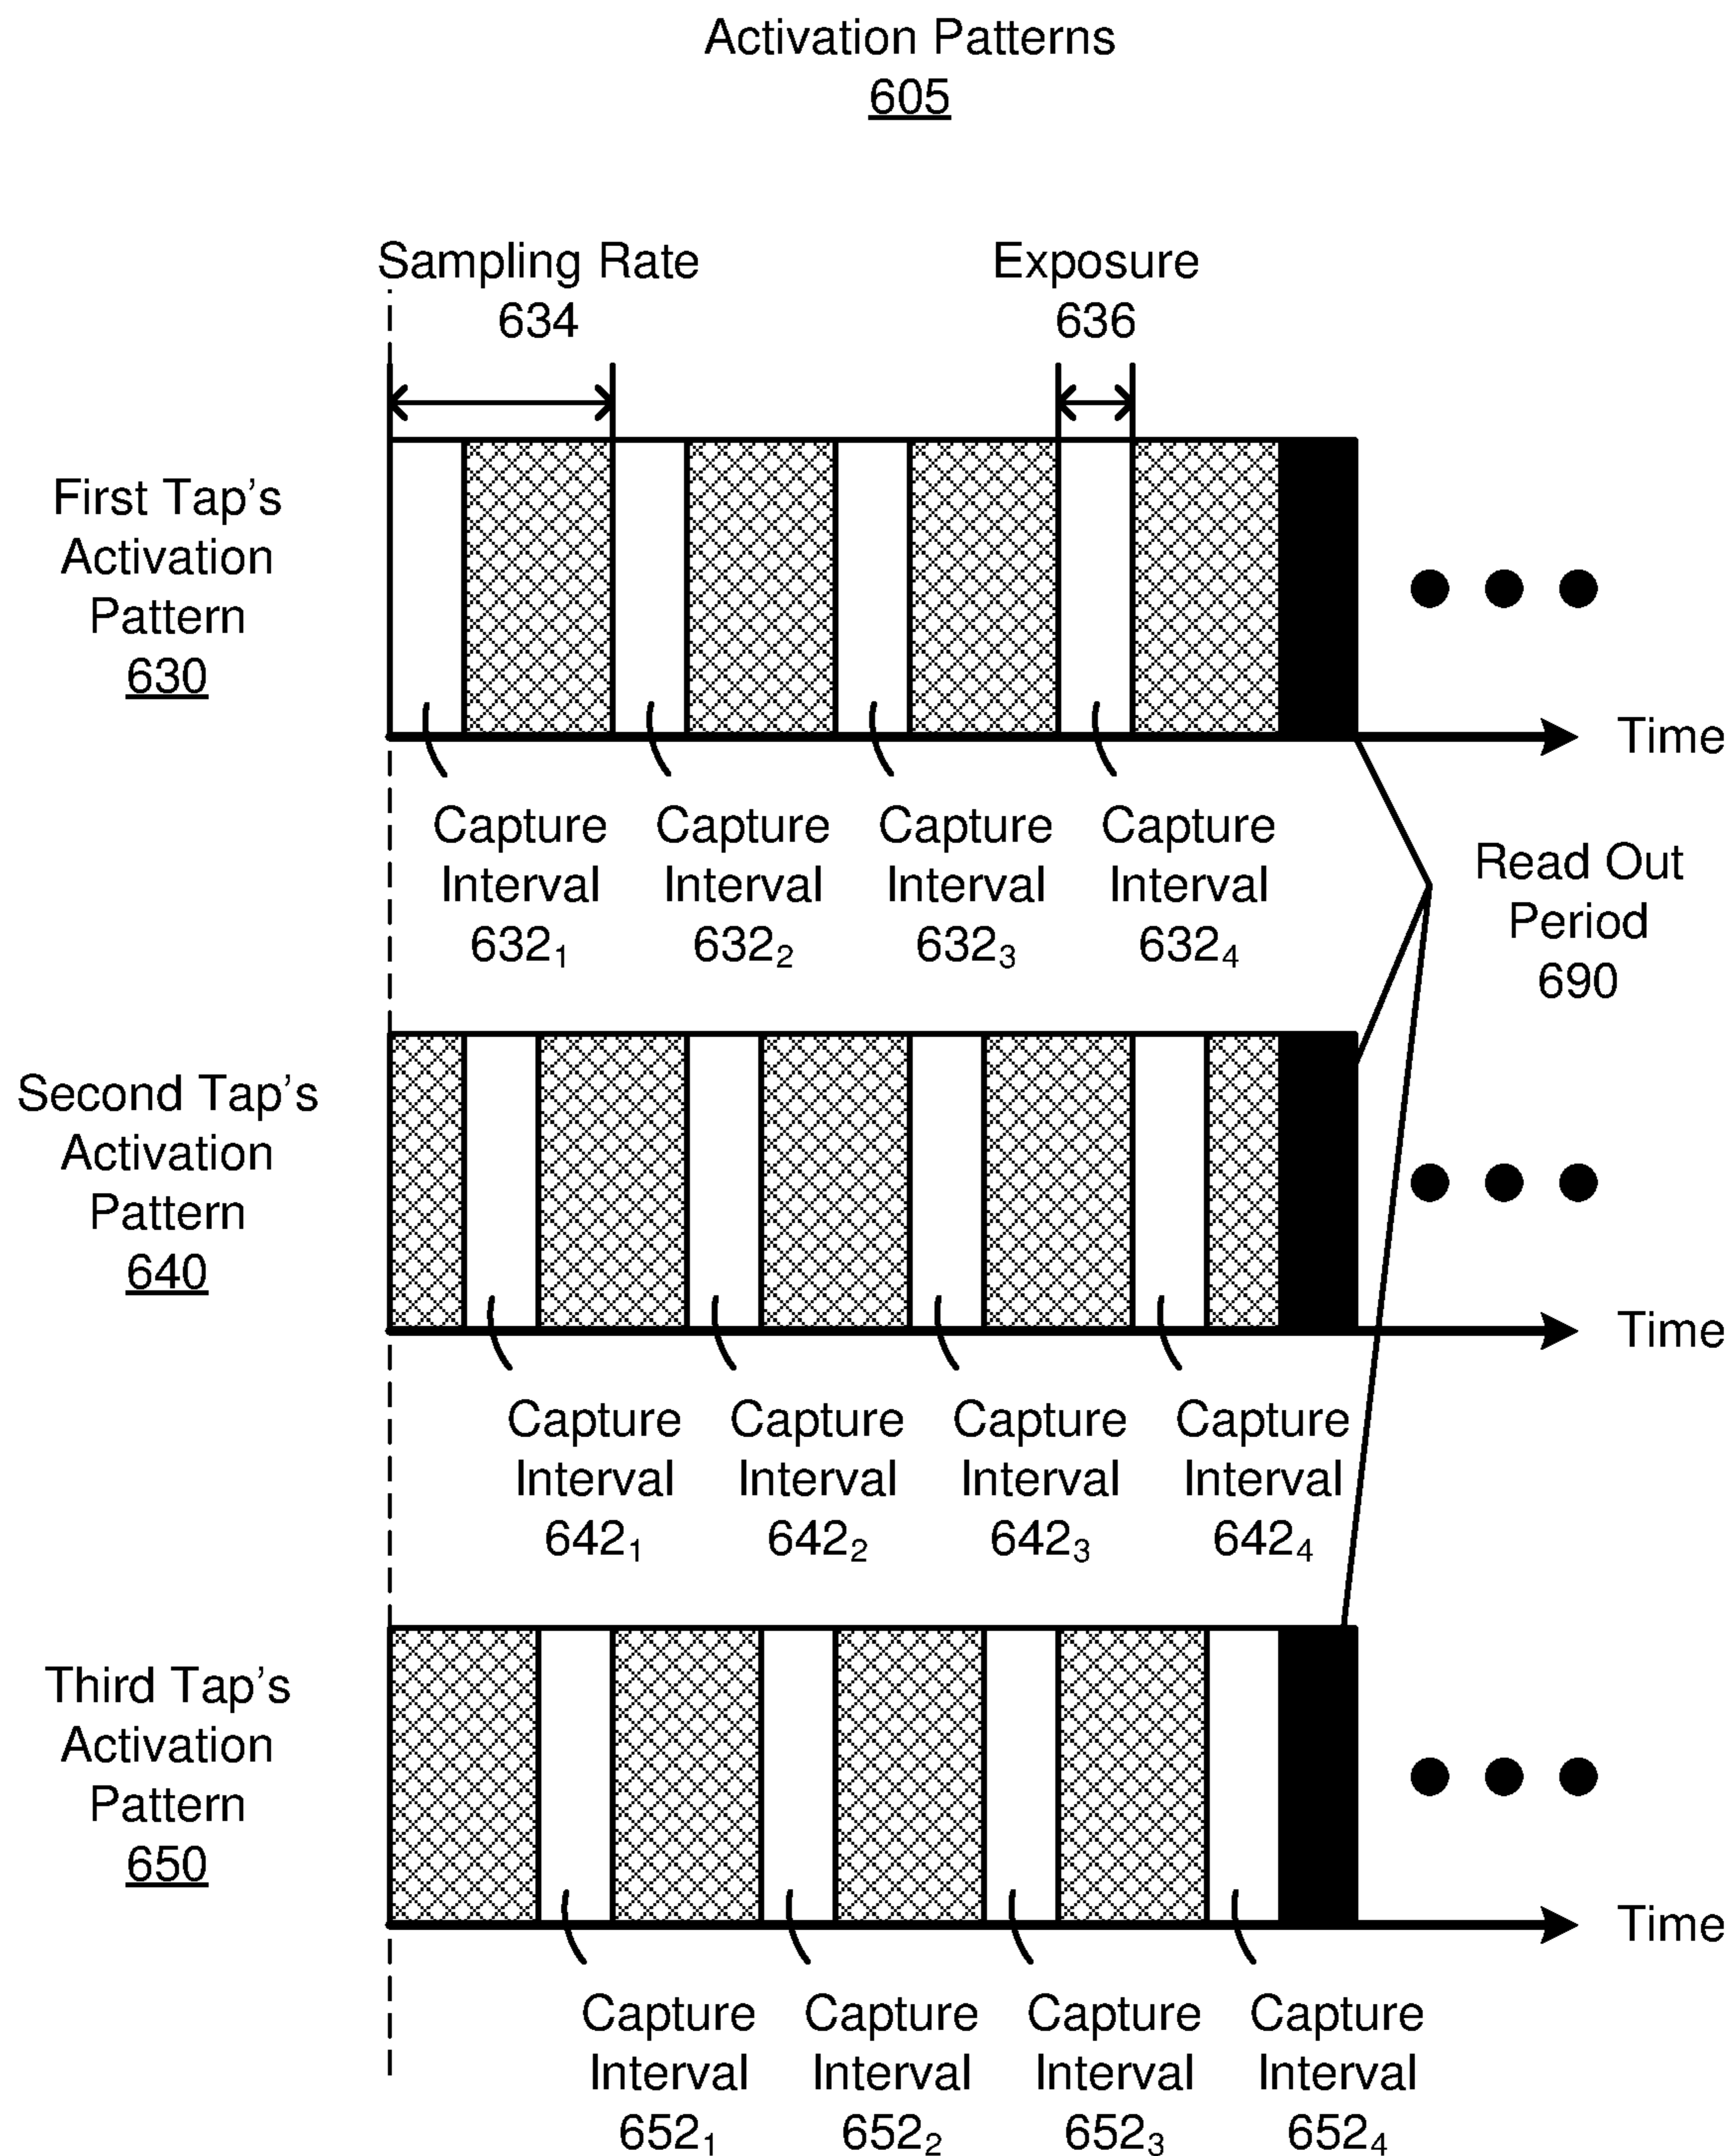 Activation Patterns
605
Sampling Rate
634
Exposure
636
First Tap's
Activation
Pattern
630
Time
Capture Interval 632₁
Capture Interval 632₂
Capture Interval 632₃
Capture Interval 632₄
Read Out
Period
690
Second Tap's
Activation
Pattern
640
Time
Capture Interval 642₁
Capture Interval 642₂
Capture Interval 642₃
Capture Interval 642₄
Third Tap's
Activation
Pattern
650
Time
Capture Interval 652₁
Capture Interval 652₂
Capture Interval 652₃
Capture Interval 652₄